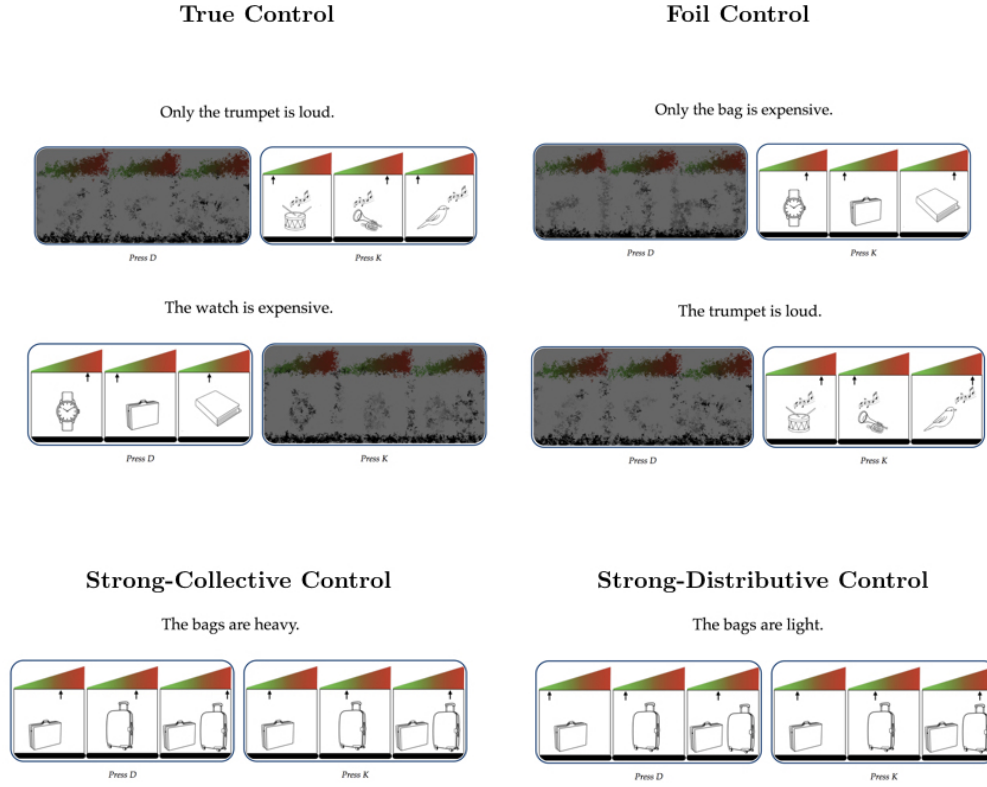 True Control
Foil Control
Only the trumpet is loud.
Only the bag is expensive.
Press D
Press K
Press D
Press K
The watch is expensive.
The trumpet is loud.
Press D
Press K
Press D
Press K
Strong-Collective Control
Strong-Distributive Control
The bags are heavy.
The bags are light.
Press D
Press K
Press D
Press K